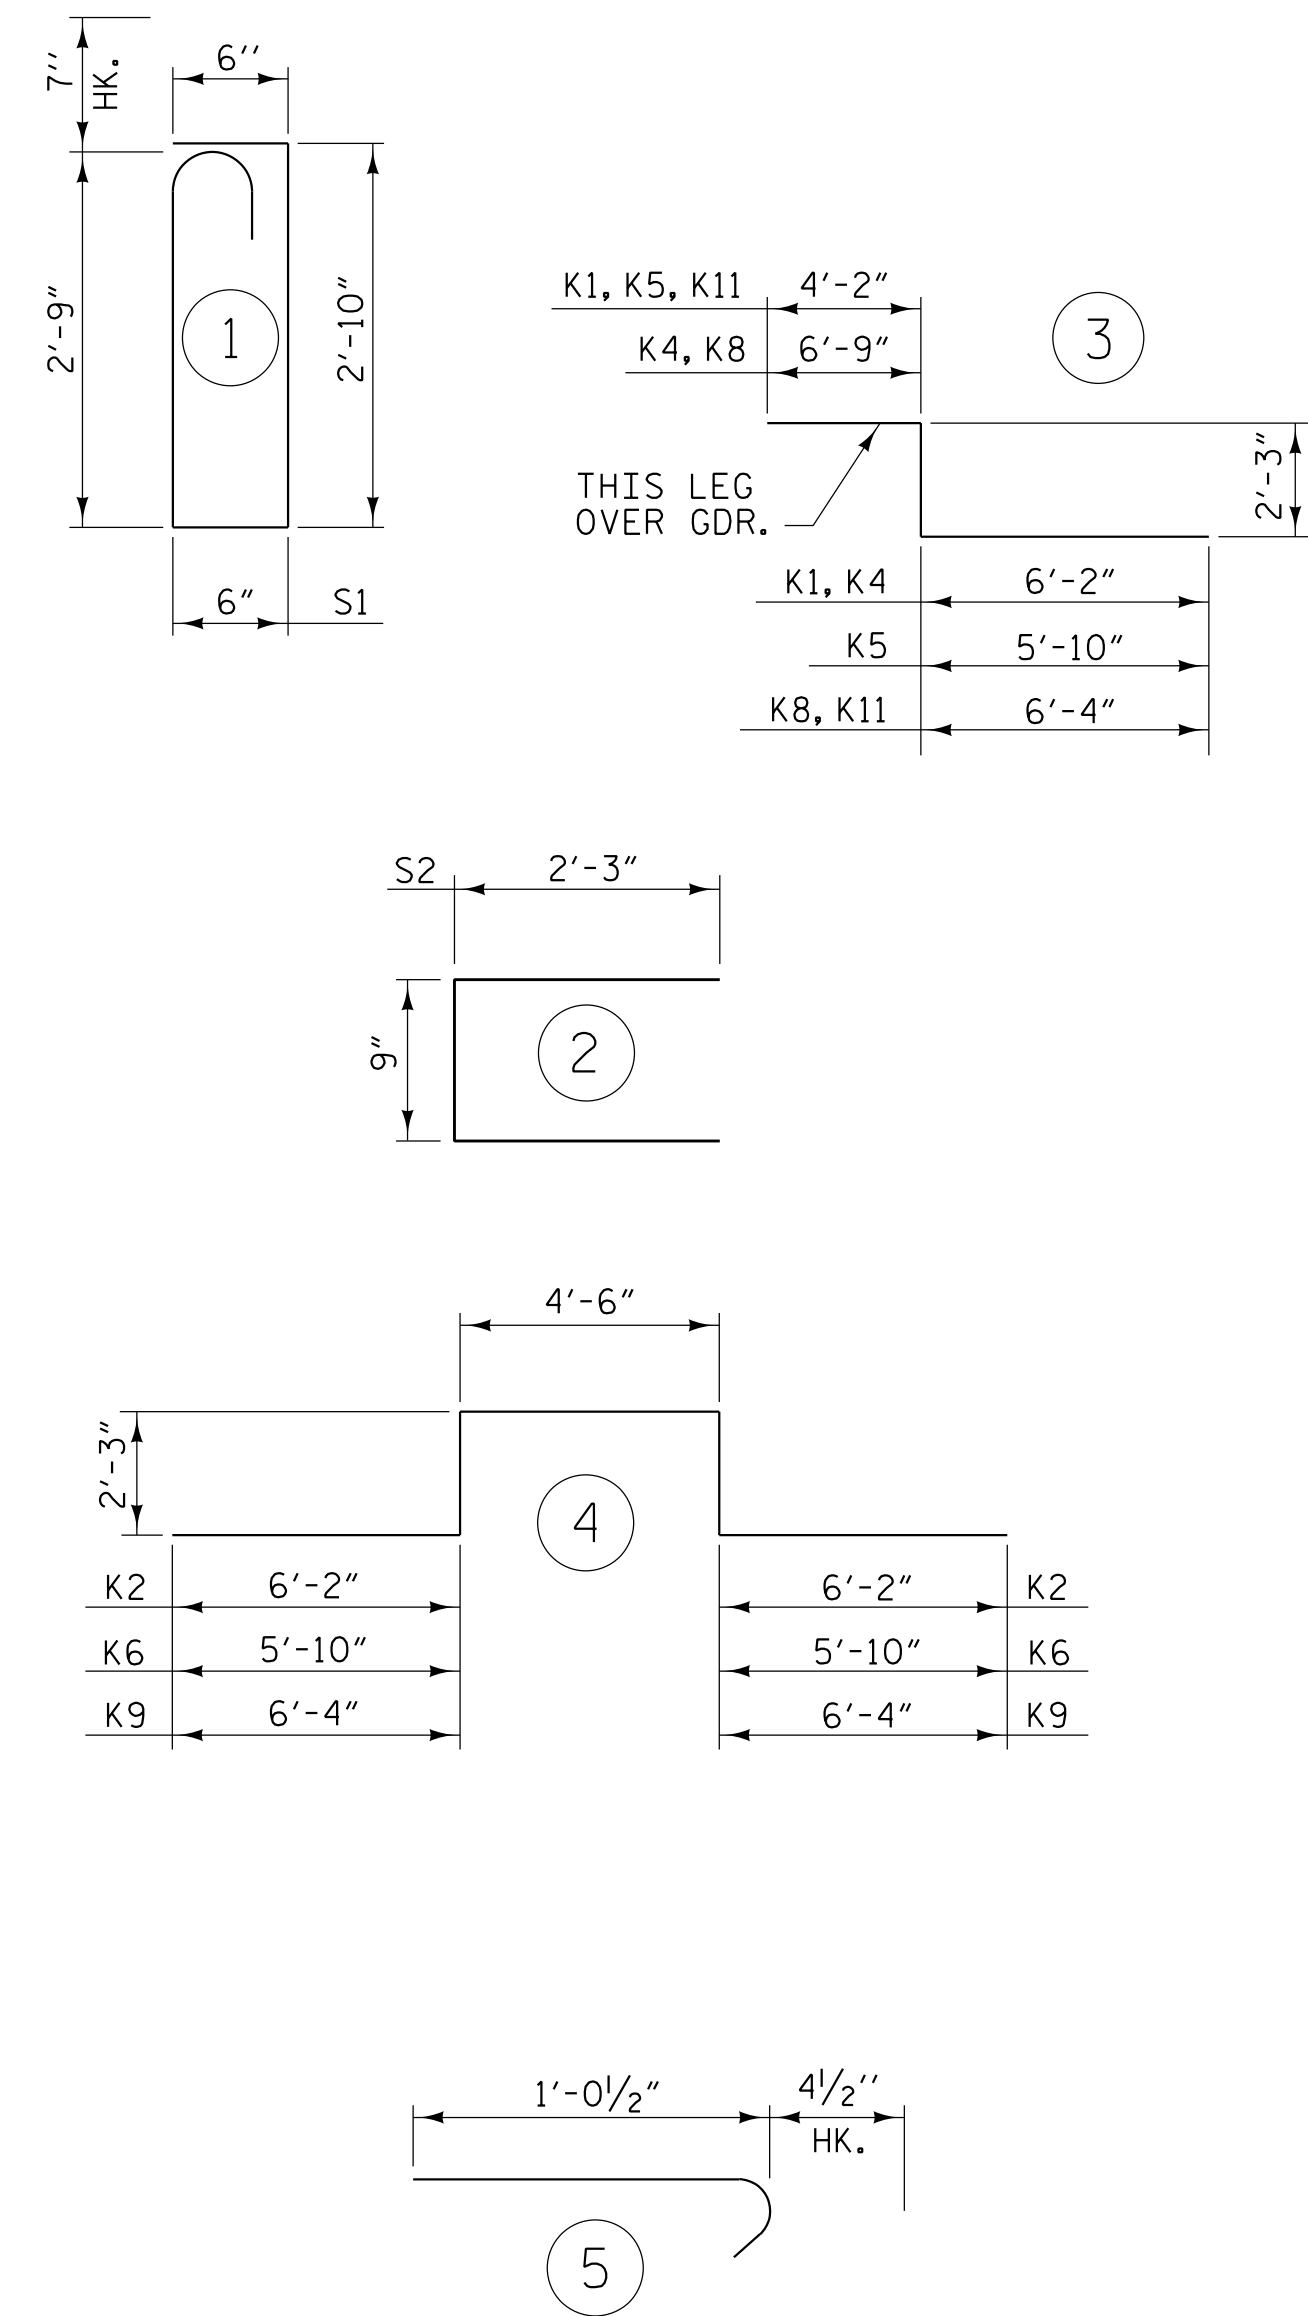 7''
HK.
6''
2'-9"
1
2'-10"
6"
S1
K1, K5, K11
4'-2"
K4, K8
6'-9"
3
THIS LEG
OVER GDR.
2'-3"
K1, K4
6'-2"
K5
5'-10"
K8, K11
6'-4"
S2
2'-3"
9"
2
4'-6"
2'-3"
4
K2
6'-2"
6'-2"
K2
K6
5'-10"
5'-10"
K6
K9
6'-4"
6'-4"
K9
1'-0½"
4½''
HK.
5